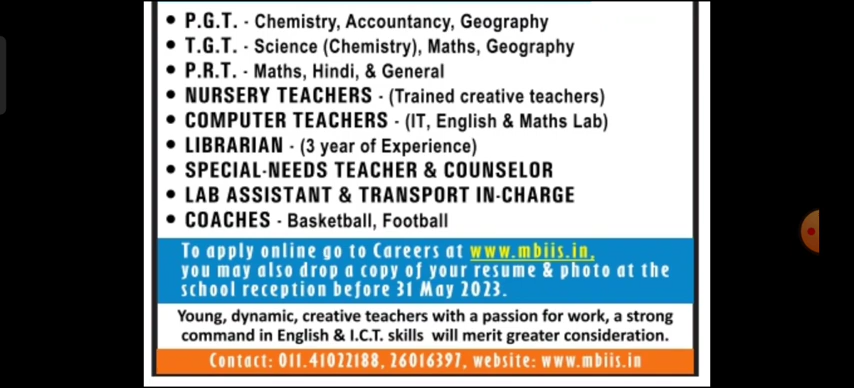 • P.G.T. - Chemistry, Accountancy, Geography
• T.G.T. - Science (Chemistry), Maths, Geography
• P.R.T. - Maths, Hindi, & General
• NURSERY TEACHERS - (Trained creative teachers)
• COMPUTER TEACHERS - (IT, English & Maths Lab)
• LIBRARIAN - (3 year of Experience)
• SPECIAL-NEEDS TEACHER & COUNSELOR
• LAB ASSISTANT & TRANSPORT IN-CHARGE
• COACHES - Basketball, Football
To apply online go to Careers at www.mbiis.in.
you may also drop a copy of your resume & photo at the
school reception before 31 May 2023.
Young, dynamic, creative teachers with a passion for work, a strong
command in English & I.C.T. skills will merit greater consideration.
Contact: 011.41022188, 26016397, website: www.mbiis.in